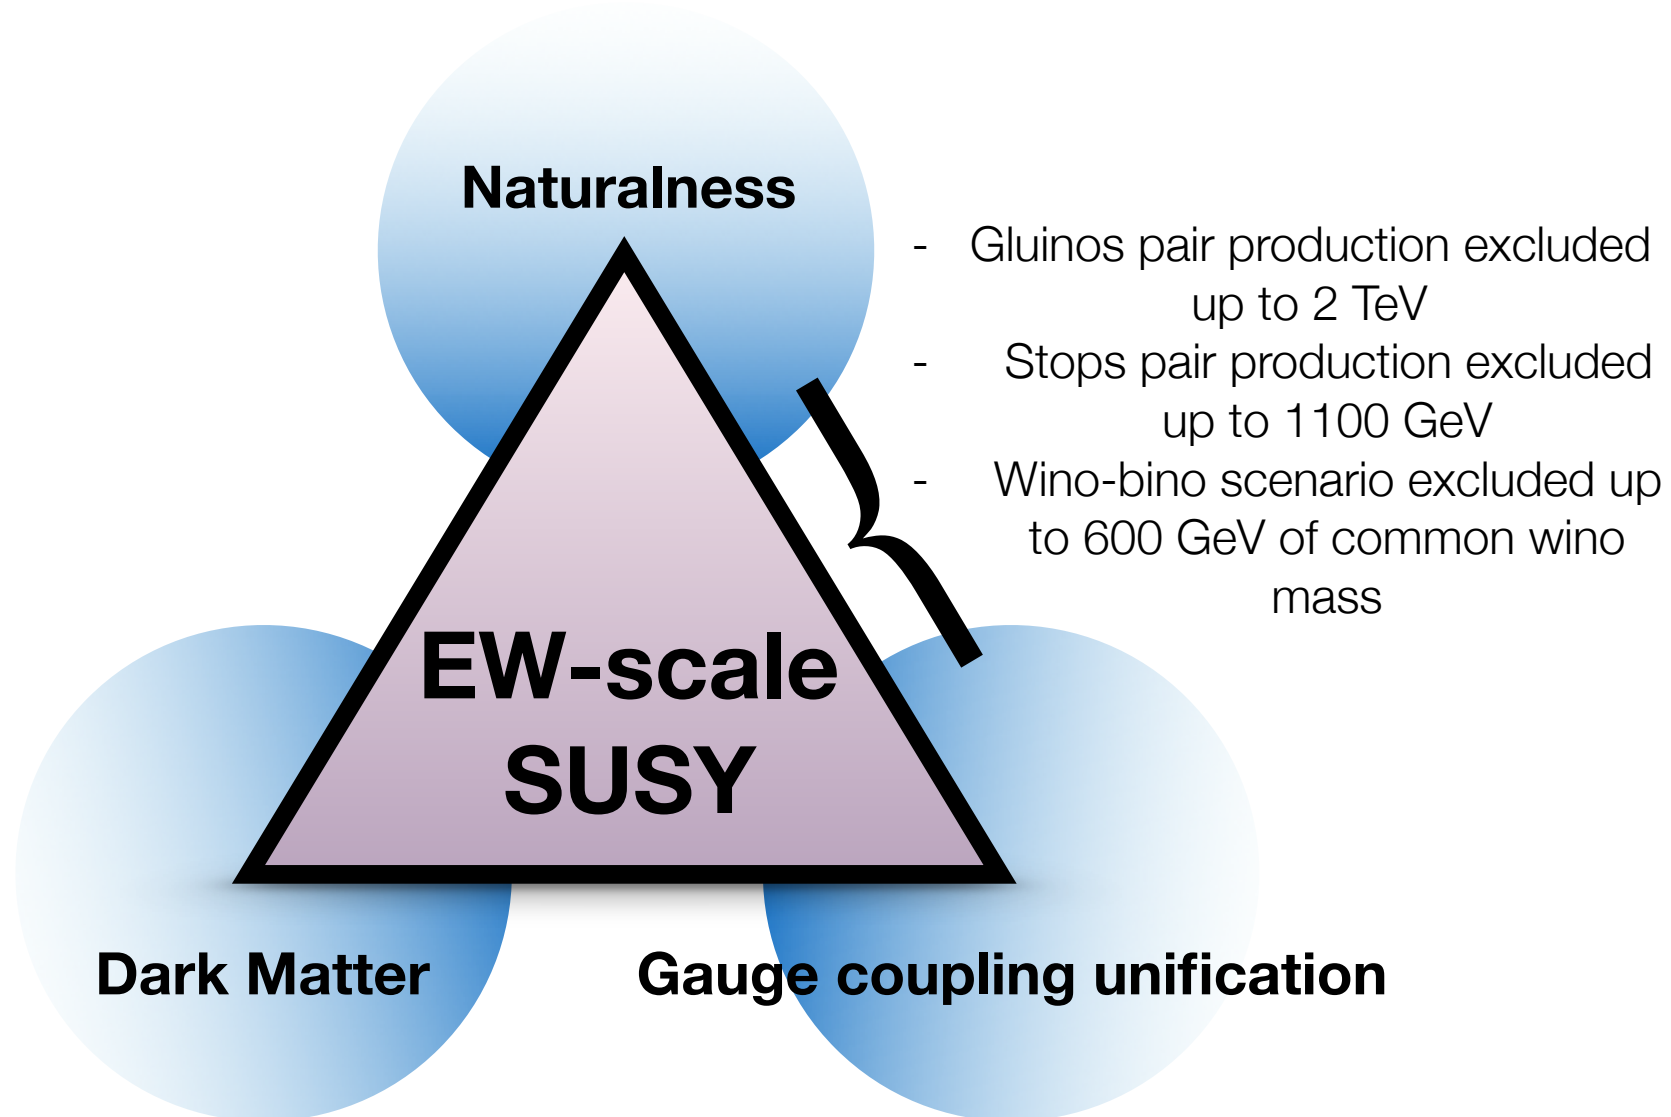 Naturalness
- Gluinos pair production excluded
up to 2 TeV
- Stops pair production excluded
up to 1100 GeV
- Wino-bino scenario excluded up
to 600 GeV of common wino
mass
EW-scale
SUSY
Dark Matter
Gauge coupling unification